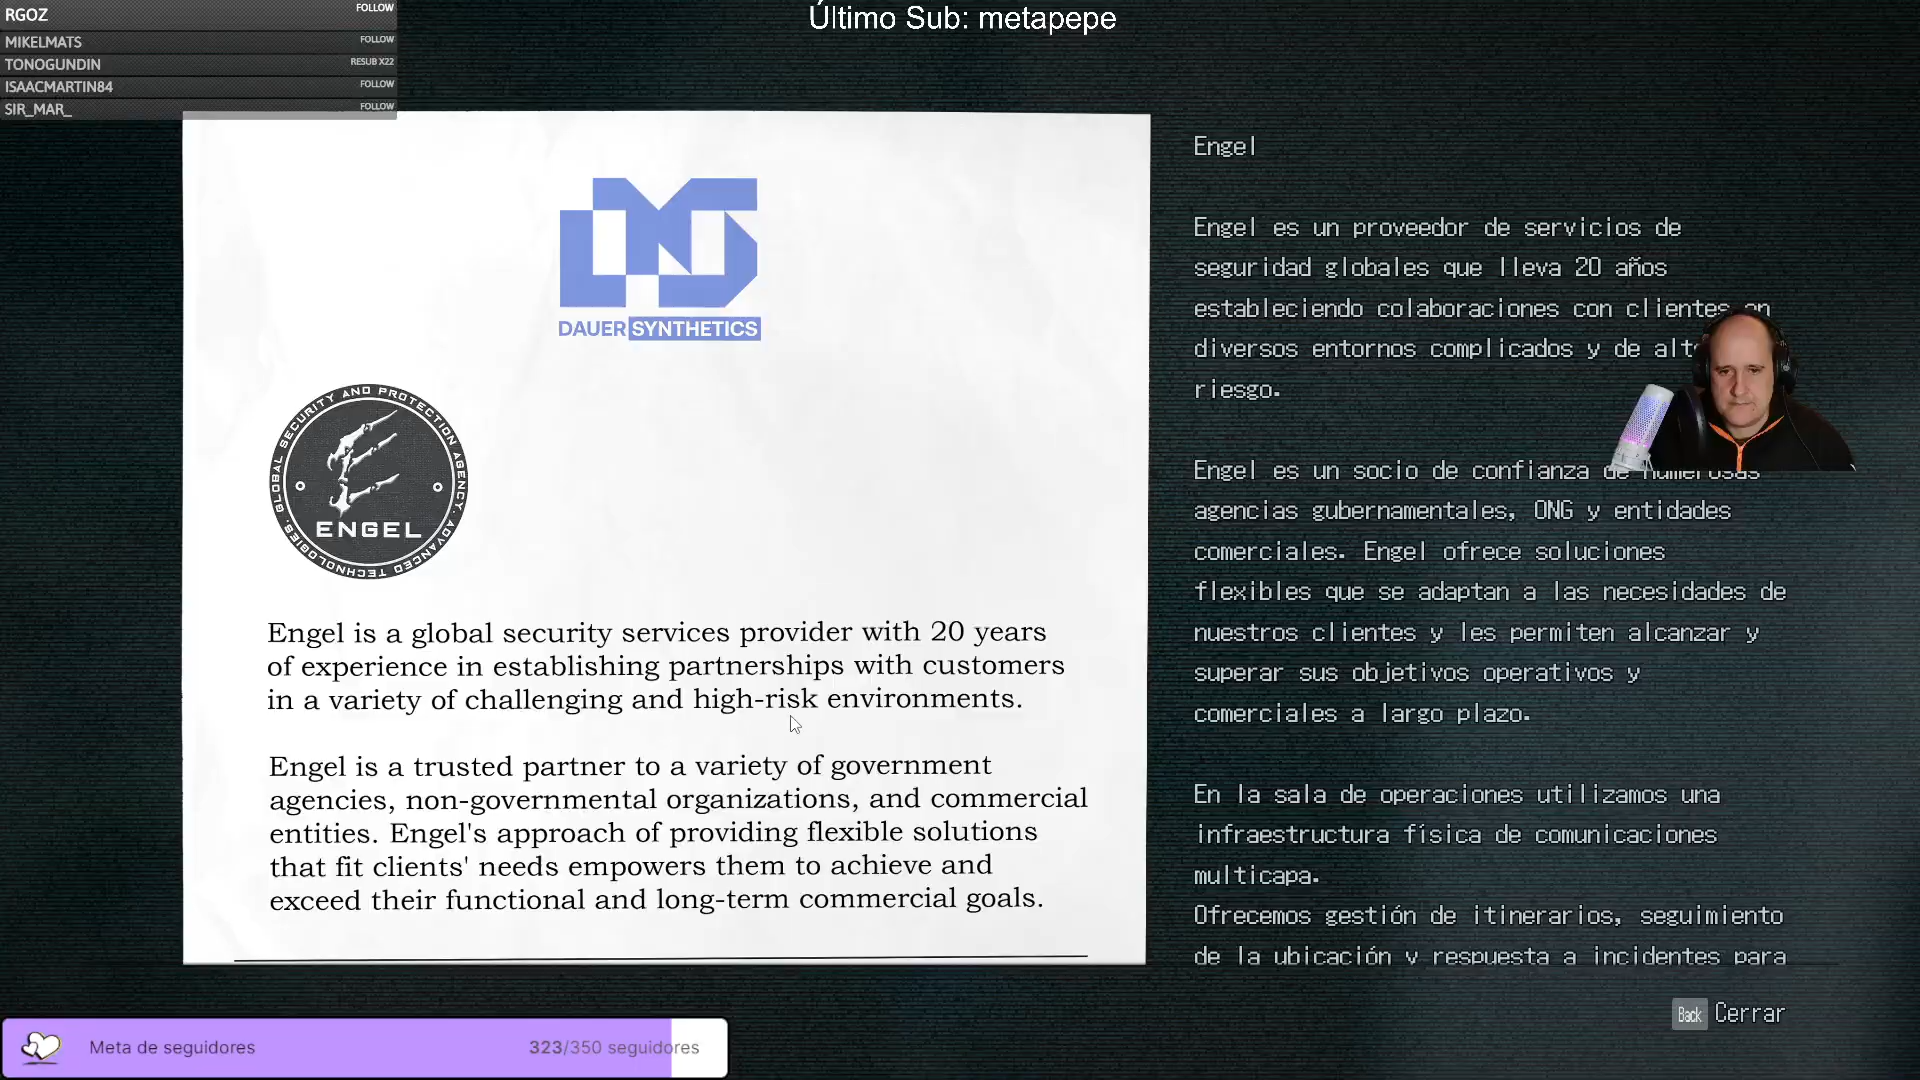 RGOZ FOLLOW
MIKELMATS FOLLOW
TONOGUNDIN RESUB X22
ISAACMARTIN84 FOLLOW
SIR_MAR_ FOLLOW
Último Sub: metapepe
DAUER SYNTHETICS
GLOBAL SECURITY AND PROTECTION AGENCY. ADVANCED TECHNOLOGIES.
ENGEL
Engel is a global security services provider with 20 years
of experience in establishing partnerships with customers
in a variety of challenging and high-risk environments.
Engel is a trusted partner to a variety of government
agencies, non-governmental organizations, and commercial
entities. Engel's approach of providing flexible solutions
that fit clients' needs empowers them to achieve and
exceed their functional and long-term commercial goals.
Engel
Engel es un proveedor de servicios de
seguridad globales que lleva 20 años
estableciendo colaboraciones con clientes en
diversos entornos complicados y de alto
riesgo.
Engel es un socio de confianza de numerosas
agencias gubernamentales, ONG y entidades
comerciales. Engel ofrece soluciones
flexibles que se adaptan a las necesidades de
nuestros clientes y les permiten alcanzar y
superar sus objetivos operativos y
comerciales a largo plazo.
En la sala de operaciones utilizamos una
infraestructura física de comunicaciones
multicapa.
Ofrecemos gestión de itinerarios, seguimiento
de la ubicación y respuesta a incidentes para
Back Cerrar
Meta de seguidores 323/350 seguidores